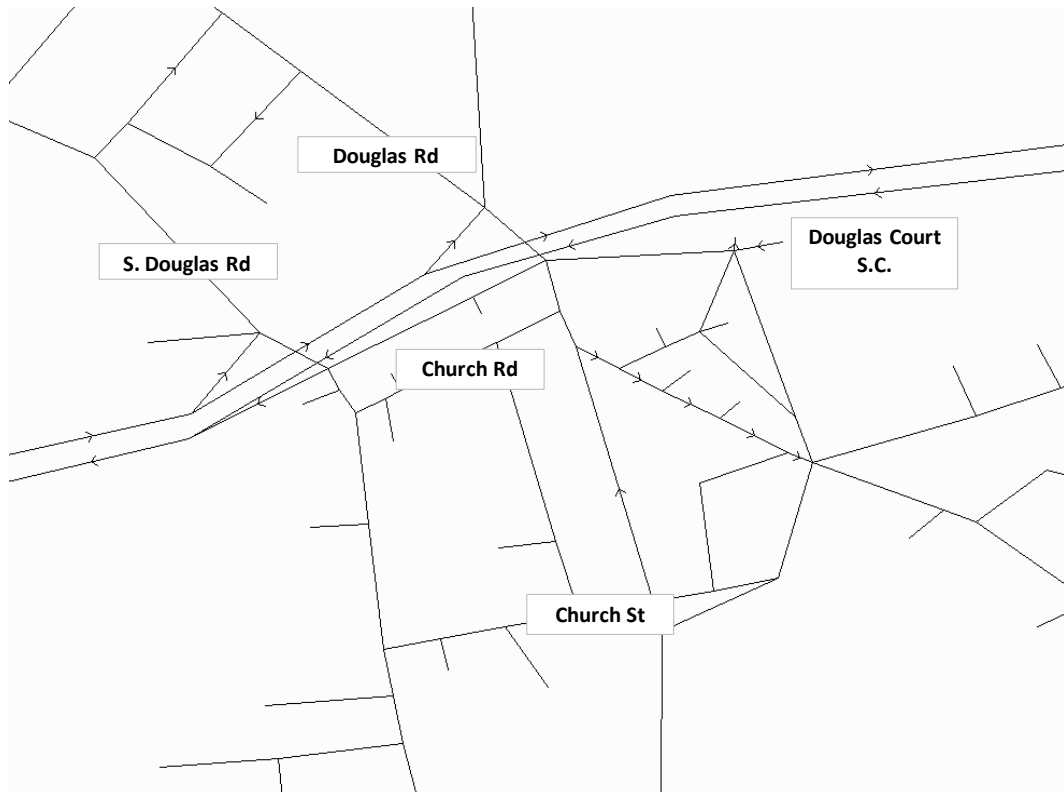 Douglas Rd
Douglas Court
S.C.
S. Douglas Rd
Church Rd
Church St